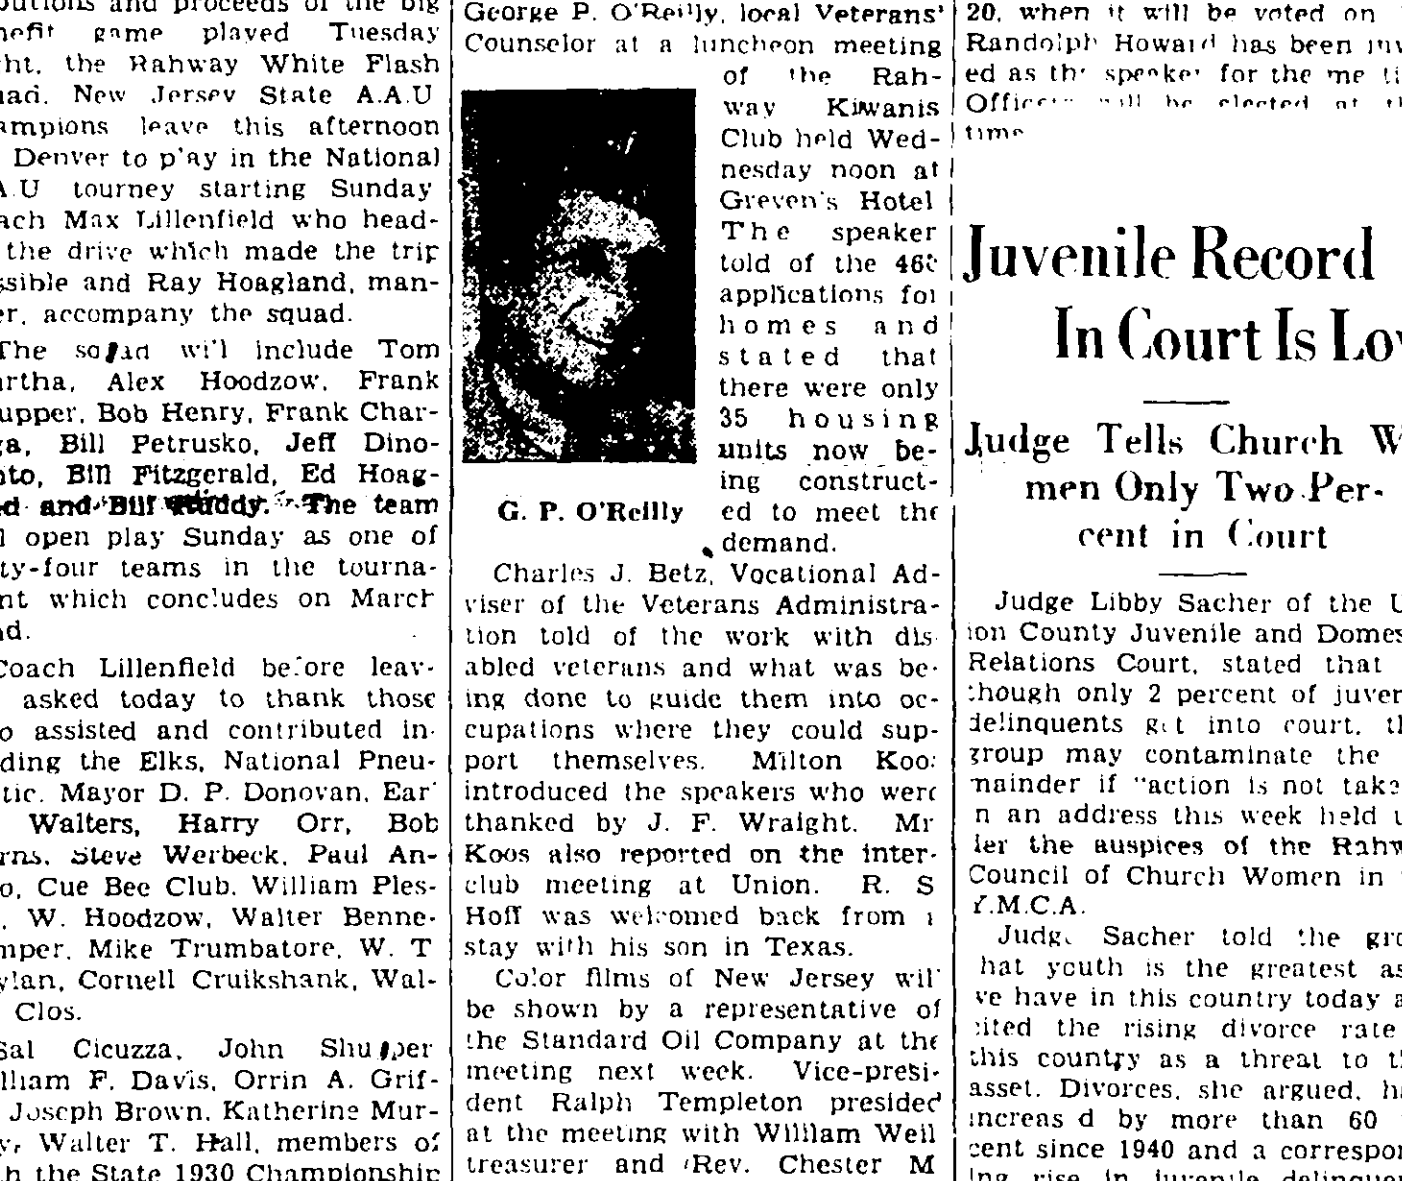 butions and proceeds of the big
nefit game played Tuesday
ht, the Rahway White Flash
uad. New Jersey State A.A.U
ampions leave this afternoon
Denver to p'ay in the National
A.U tourney starting Sunday
ach Max Lillenfield who head-
the drive which made the trip
ssible and Ray Hoagland, man-
er, accompany the squad.
The squad wi'l include Tom
artha, Alex Hoodzow, Frank
upper, Bob Henry, Frank Char-
ga, Bill Petrusko, Jeff Dino-
nto, Bill Fitzgerald, Ed Hoag-
d and Bill Ruddy. The team
l open play Sunday as one of
ty-four teams in the tourna-
nt which concludes on March
nd.
Coach Lillenfield before leav-
asked today to thank those
o assisted and contributed in-
ding the Elks, National Pneu-
tic. Mayor D. P. Donovan, Ear'
Walters, Harry Orr, Bob
rns, Steve Werbeck, Paul An-
o, Cue Bee Club. William Ples-
, W. Hoodzow, Walter Benne-
mper, Mike Trumbatore, W. T
ylan, Cornell Cruikshank, Wal-
Clos.
Sal Cicuzza, John Shupper
lliam F. Davis, Orrin A. Grif-
Joseph Brown, Katherine Mur-
y, Walter T. Hall, members of
h the State 1930 Championship
George P. O'Reilly, local Veterans'
Counselor at a luncheon meeting
of the Rah-
way Kiwanis
Club held Wed-
nesday noon at
Greven's Hotel
The speaker
told of the 468
applications for
homes and
stated that
there were only
35 housing
units now be-
ing construct-
ed to meet the
demand.
G. P. O'Reilly
Charles J. Betz, Vocational Ad-
viser of the Veterans Administra-
tion told of the work with dis-
abled veterans and what was be-
ing done to guide them into oc-
cupations where they could sup-
port themselves. Milton Koos
introduced the speakers who were
thanked by J. F. Wraight. Mr
Koos also reported on the inter-
club meeting at Union. R. S
Hoff was welcomed back from a
stay with his son in Texas.
Color films of New Jersey wil'
be shown by a representative of
the Standard Oil Company at the
meeting next week. Vice-presi-
dent Ralph Templeton presided
at the meeting with William Weil
treasurer and Rev. Chester M
20, when it will be voted on
Randolph Howard has been inv
ed as the speaker for the me ti
Officers will be elected at th
time
Juvenile Record
In Court Is Lov
Judge Tells Church W
men Only Two Per-
cent in Court
Judge Libby Sacher of the U
ion County Juvenile and Domes
Relations Court, stated that
though only 2 percent of juver
delinquents get into court, th
group may contaminate the
mainder if "action is not take
n an address this week held u
der the auspices of the Rahw
Council of Church Women in
Y.M.C.A.
Judge Sacher told the gro
hat youth is the greatest as
ve have in this country today a
cited the rising divorce rate
this country as a threat to th
asset. Divorces, she argued, ha
increas d by more than 60
cent since 1940 and a correspon
ing rise in juvenile delinquen